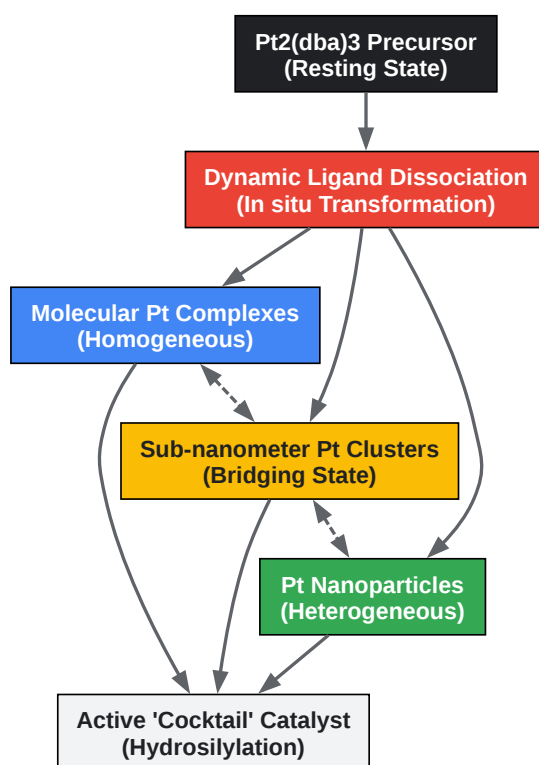 Pt2(dba)3 Precursor
(Resting State)
Dynamic Ligand Dissociation
(In situ Transformation)
Molecular Pt Complexes
(Homogeneous)
Sub-nanometer Pt Clusters
(Bridging State)
Pt Nanoparticles
(Heterogeneous)
Active 'Cocktail' Catalyst
(Hydrosilylation)